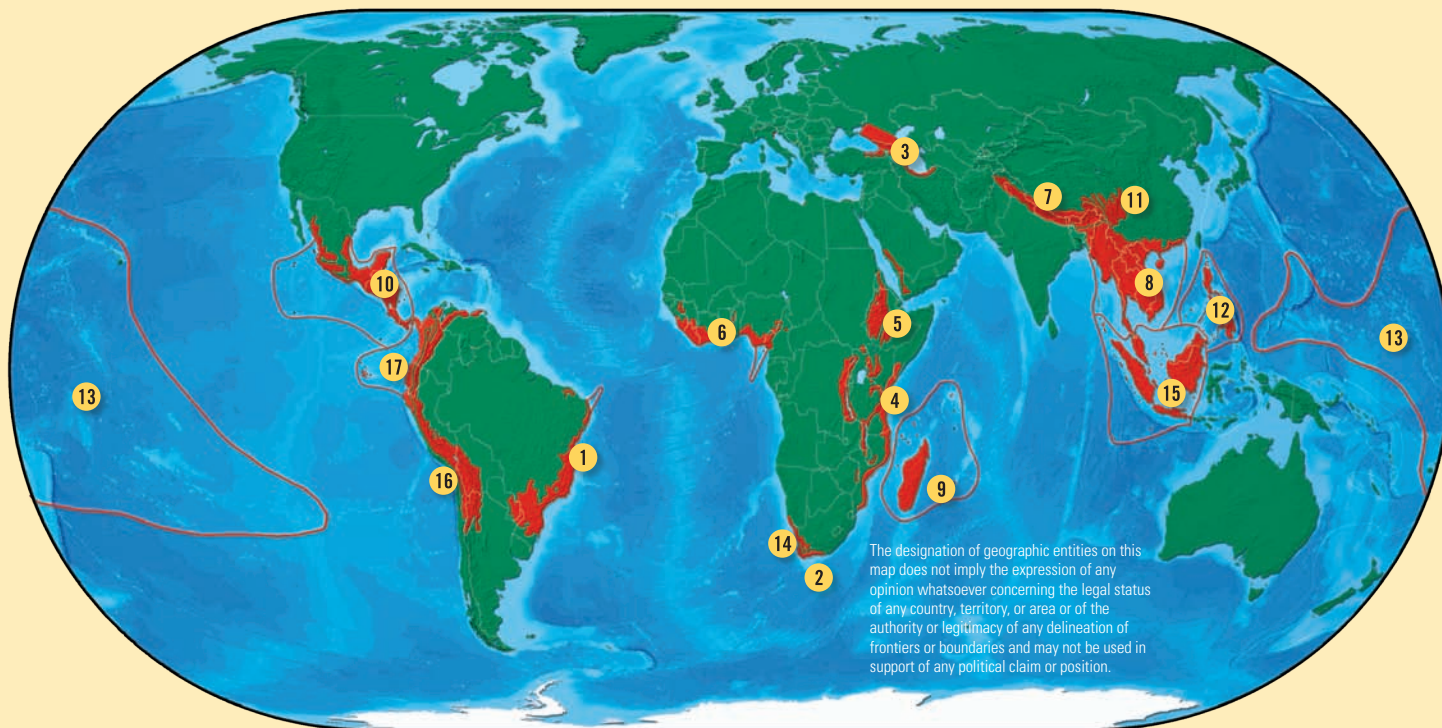 3
7
11
10
8
5
12
6
13
17
13
15
4
1
16
9
14
2
The designation of geographic entities on this
map does not imply the expression of any
opinion whatsoever concerning the legal status
of any country, territory, or area or of the
authority or legitimacy of any delineation of
frontiers or boundaries and may not be used in
support of any political claim or position.